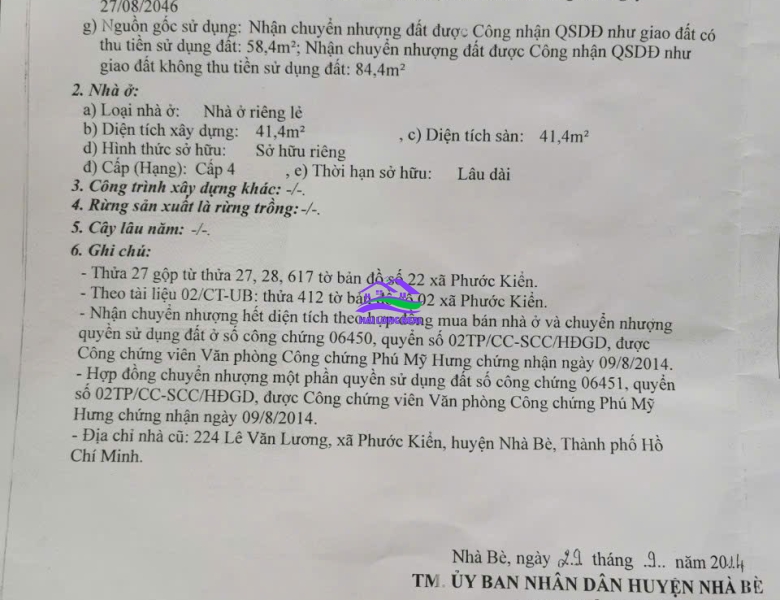 27/08/2046
g) Nguồn gốc sử dụng: Nhận chuyển nhượng đất được Công nhận QSDĐ như giao đất có
thu tiền sử dụng đất: 58,4m²; Nhận chuyển nhượng đất được Công nhận QSDĐ như
giao đất không thu tiền sử dụng đất: 84,4m²
2. Nhà ở:
a) Loại nhà ở: Nhà ở riêng lẻ
b) Diện tích xây dựng: 41,4m² , c) Diện tích sàn: 41,4m²
d) Hình thức sở hữu: Sở hữu riêng
đ) Cấp (Hạng): Cấp 4 , e) Thời hạn sở hữu: Lâu dài
3. Công trình xây dựng khác: -/-.
4. Rừng sản xuất là rừng trồng: -/-.
5. Cây lâu năm: -/-.
6. Ghi chú:
- Thửa 27 gộp từ thửa 27, 28, 617 tờ bản đồ số 22 xã Phước Kiển.
- Theo tài liệu 02/CT-UB: thửa 412 tờ bản đồ số 02 xã Phước Kiển.
- Nhận chuyển nhượng hết diện tích theo hợp đồng mua bán nhà ở và chuyển nhượng
quyền sử dụng đất ở số công chứng 06450, quyển số 02TP/CC-SCC/HĐGD, được
Công chứng viên Văn phòng Công chứng Phú Mỹ Hưng chứng nhận ngày 09/8/2014.
- Hợp đồng chuyển nhượng một phần quyền sử dụng đất số công chứng 06451, quyển
số 02TP/CC-SCC/HĐGD, được Công chứng viên Văn phòng Công chứng Phú Mỹ
Hưng chứng nhận ngày 09/8/2014.
- Địa chỉ nhà cũ: 224 Lê Văn Lương, xã Phước Kiển, huyện Nhà Bè, Thành phố Hồ
Chí Minh.
Nhà Bè, ngày 29 tháng 9.. năm 2014
TM. ỦY BAN NHÂN DÂN HUYỆN NHÀ BÈ